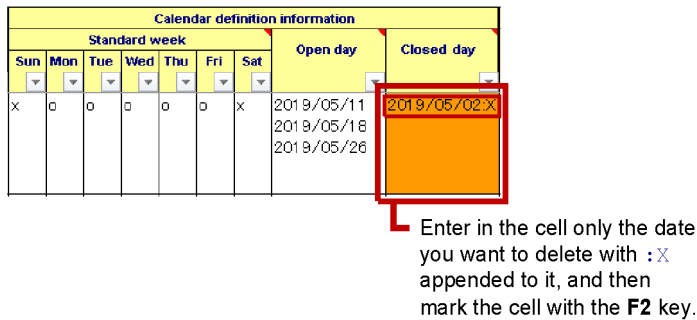 Calendar definition information
Standard week
Open day
Closed day
Sun Mon Tue Wed Thu Fri Sat
x o o o o o x
2019/05/11
2019/05/18
2019/05/26
2019/05/02:X
Enter in the cell only the date
you want to delete with :X
appended to it, and then
mark the cell with the F2 key.